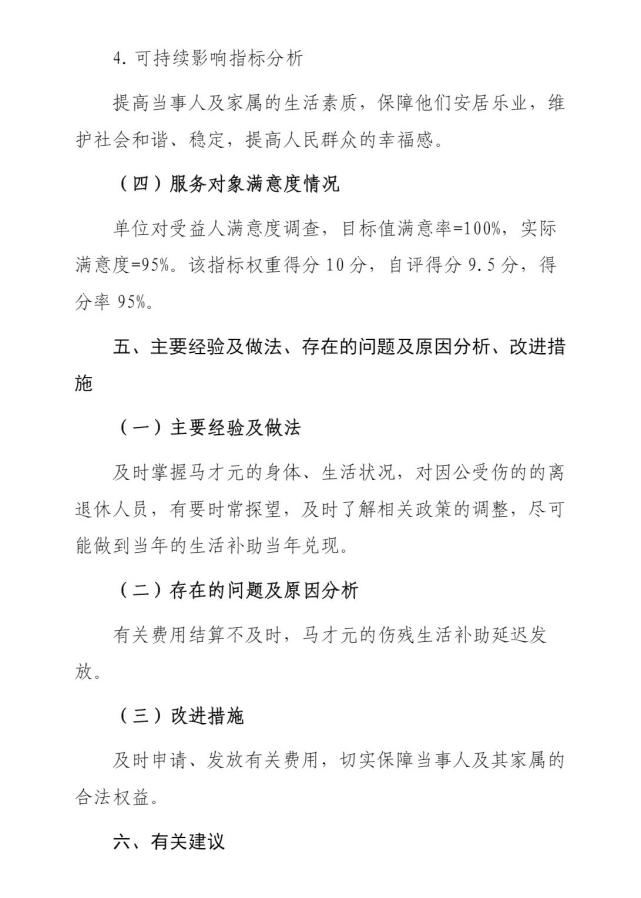 4. 可持续影响指标分析
提高当事人及家属的生活素质，保障他们安居乐业，维
护社会和谐、稳定，提高人民群众的幸福感。
（四）服务对象满意度情况
单位对受益人满意度调查，目标值满意率=100%，实际
满意度=95%。该指标权重得分 10 分，自评得分 9.5 分，得
分率 95%。
五、主要经验及做法、存在的问题及原因分析、改进措
施
（一）主要经验及做法
及时掌握马才元的身体、生活状况，对因公受伤的的离
退休人员，有要时常探望，及时了解相关政策的调整，尽可
能做到当年的生活补助当年兑现。
（二）存在的问题及原因分析
有关费用结算不及时，马才元的伤残生活补助延迟发
放。
（三）改进措施
及时申请、发放有关费用，切实保障当事人及其家属的
合法权益。
六、有关建议